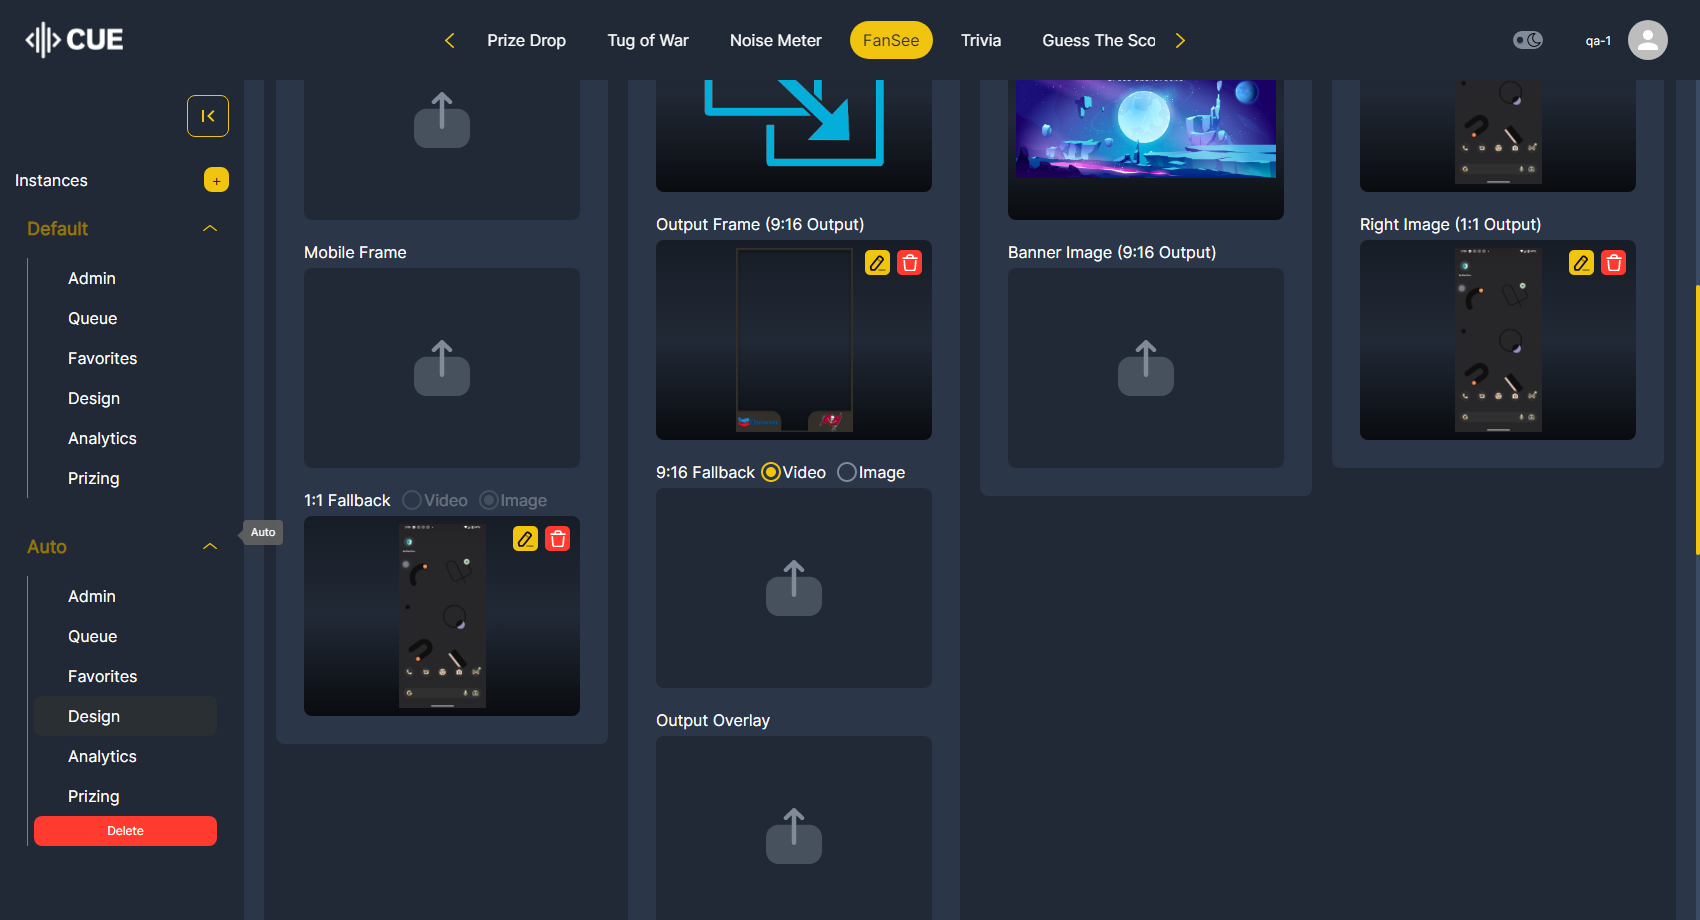 CUE
Prize Drop
Tug of War
Noise Meter
FanSee
Trivia
Guess The Sco
qa-1
Instances
+
Default
Admin
Queue
Favorites
Design
Analytics
Prizing
Auto
Auto
Admin
Queue
Favorites
Design
Analytics
Prizing
Delete
Mobile Frame
1:1 Fallback Video Image
Output Frame (9:16 Output)
9:16 Fallback Video Image
Output Overlay
Banner Image (9:16 Output)
Right Image (1:1 Output)